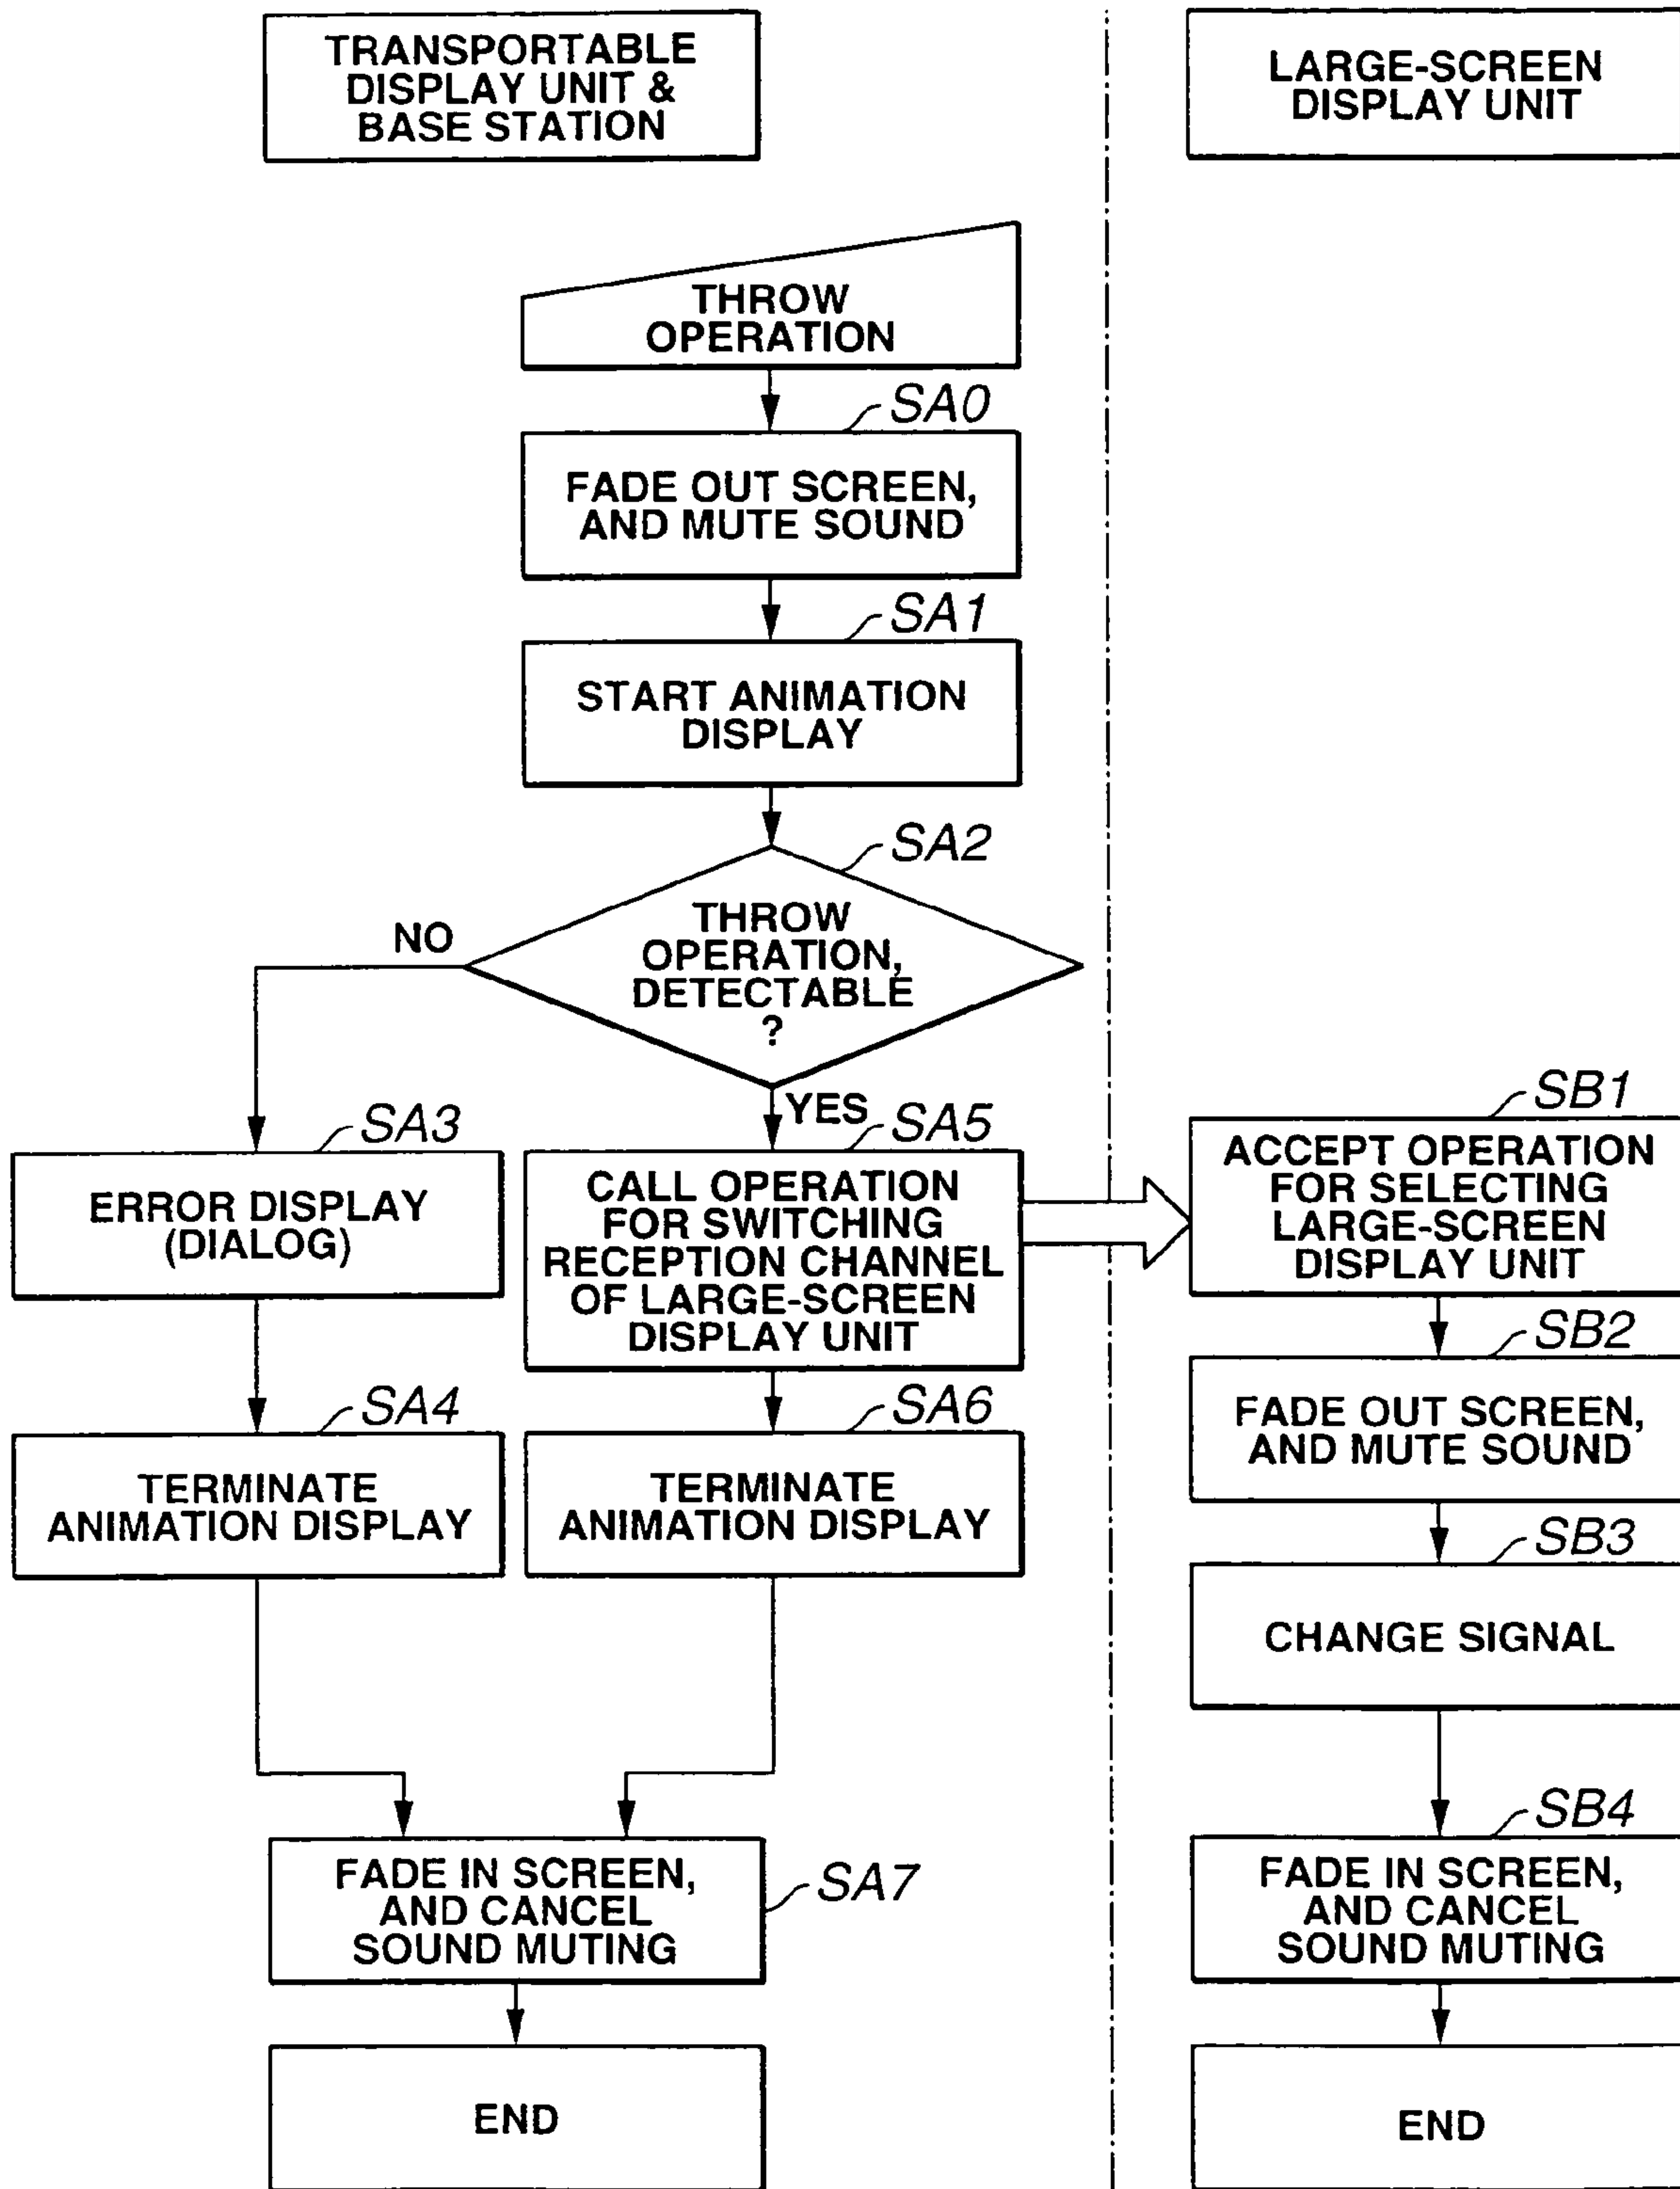 TRANSPORTABLE
DISPLAY UNIT &
BASE STATION
LARGE-SCREEN
DISPLAY UNIT
THROW
OPERATION
SA0
FADE OUT SCREEN,
AND MUTE SOUND
SA1
START ANIMATION
DISPLAY
SA2
THROW
OPERATION,
DETECTABLE
?
NO
YES
SA3
ERROR DISPLAY
(DIALOG)
SA4
TERMINATE
ANIMATION DISPLAY
SA5
CALL OPERATION
FOR SWITCHING
RECEPTION CHANNEL
OF LARGE-SCREEN
DISPLAY UNIT
SA6
TERMINATE
ANIMATION DISPLAY
SA7
FADE IN SCREEN,
AND CANCEL
SOUND MUTING
END
SB1
ACCEPT OPERATION
FOR SELECTING
LARGE-SCREEN
DISPLAY UNIT
SB2
FADE OUT SCREEN,
AND MUTE SOUND
SB3
CHANGE SIGNAL
SB4
FADE IN SCREEN,
AND CANCEL
SOUND MUTING
END